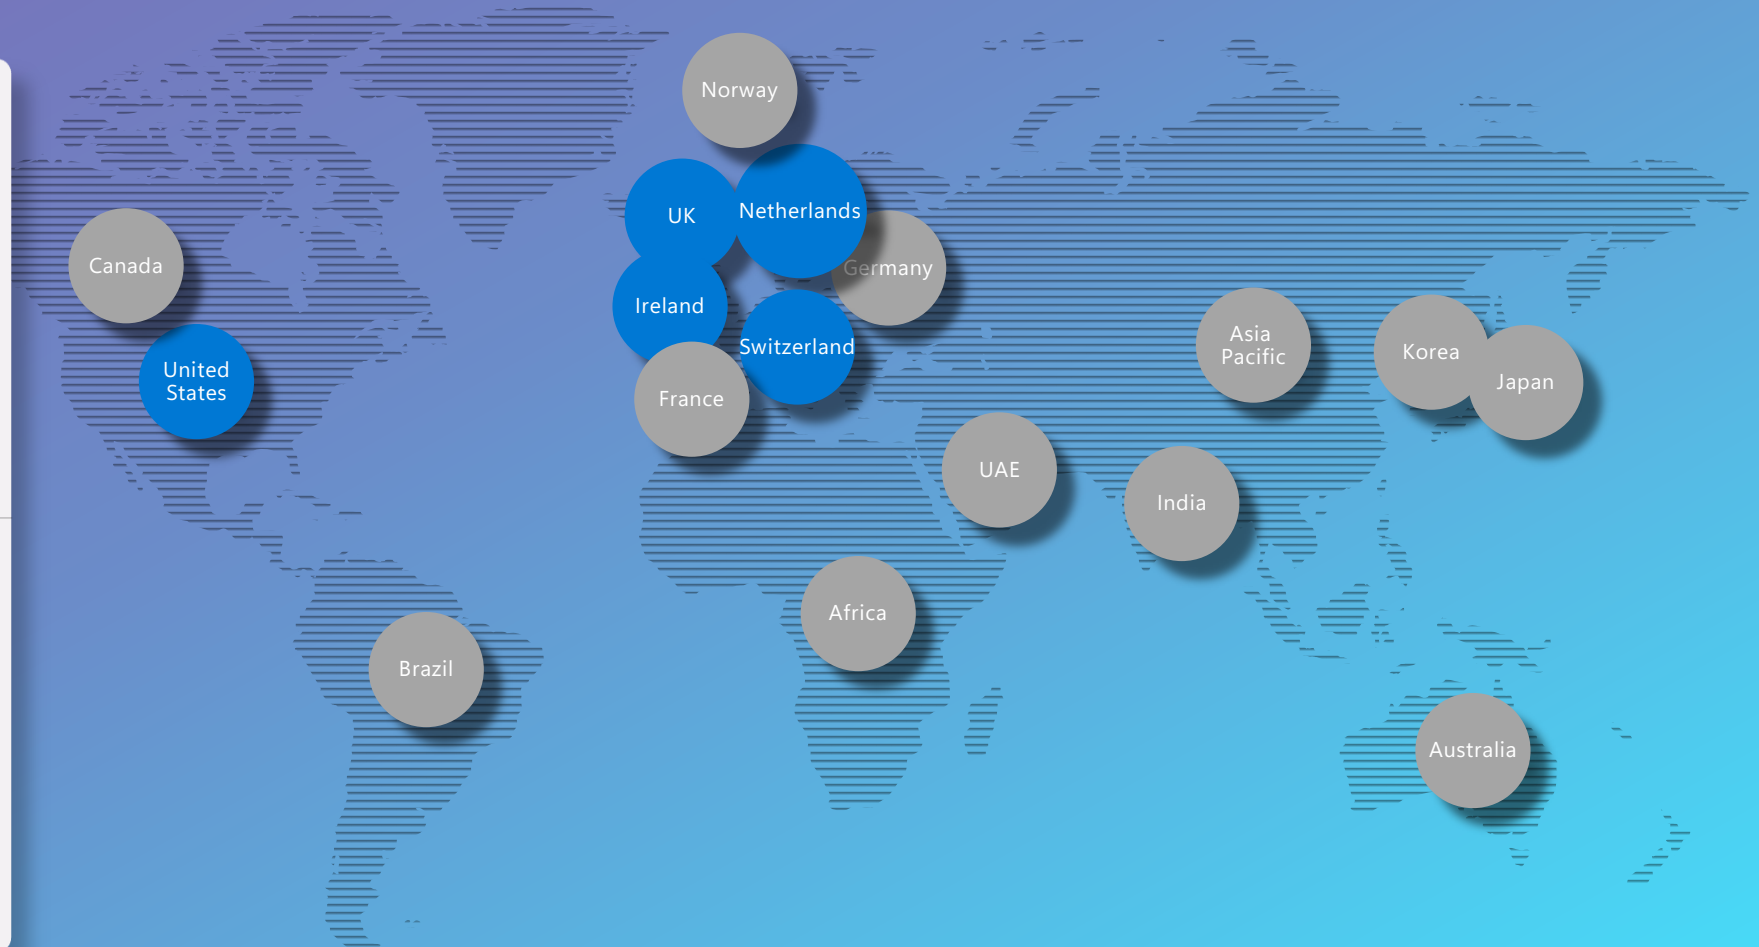 Norway
UK
Netherlands
Canada
Germany
Ireland
Asia
Pacific
Switzerland
Korea
United
States
Japan
France
UAE
India
Africa
Brazil
Australia